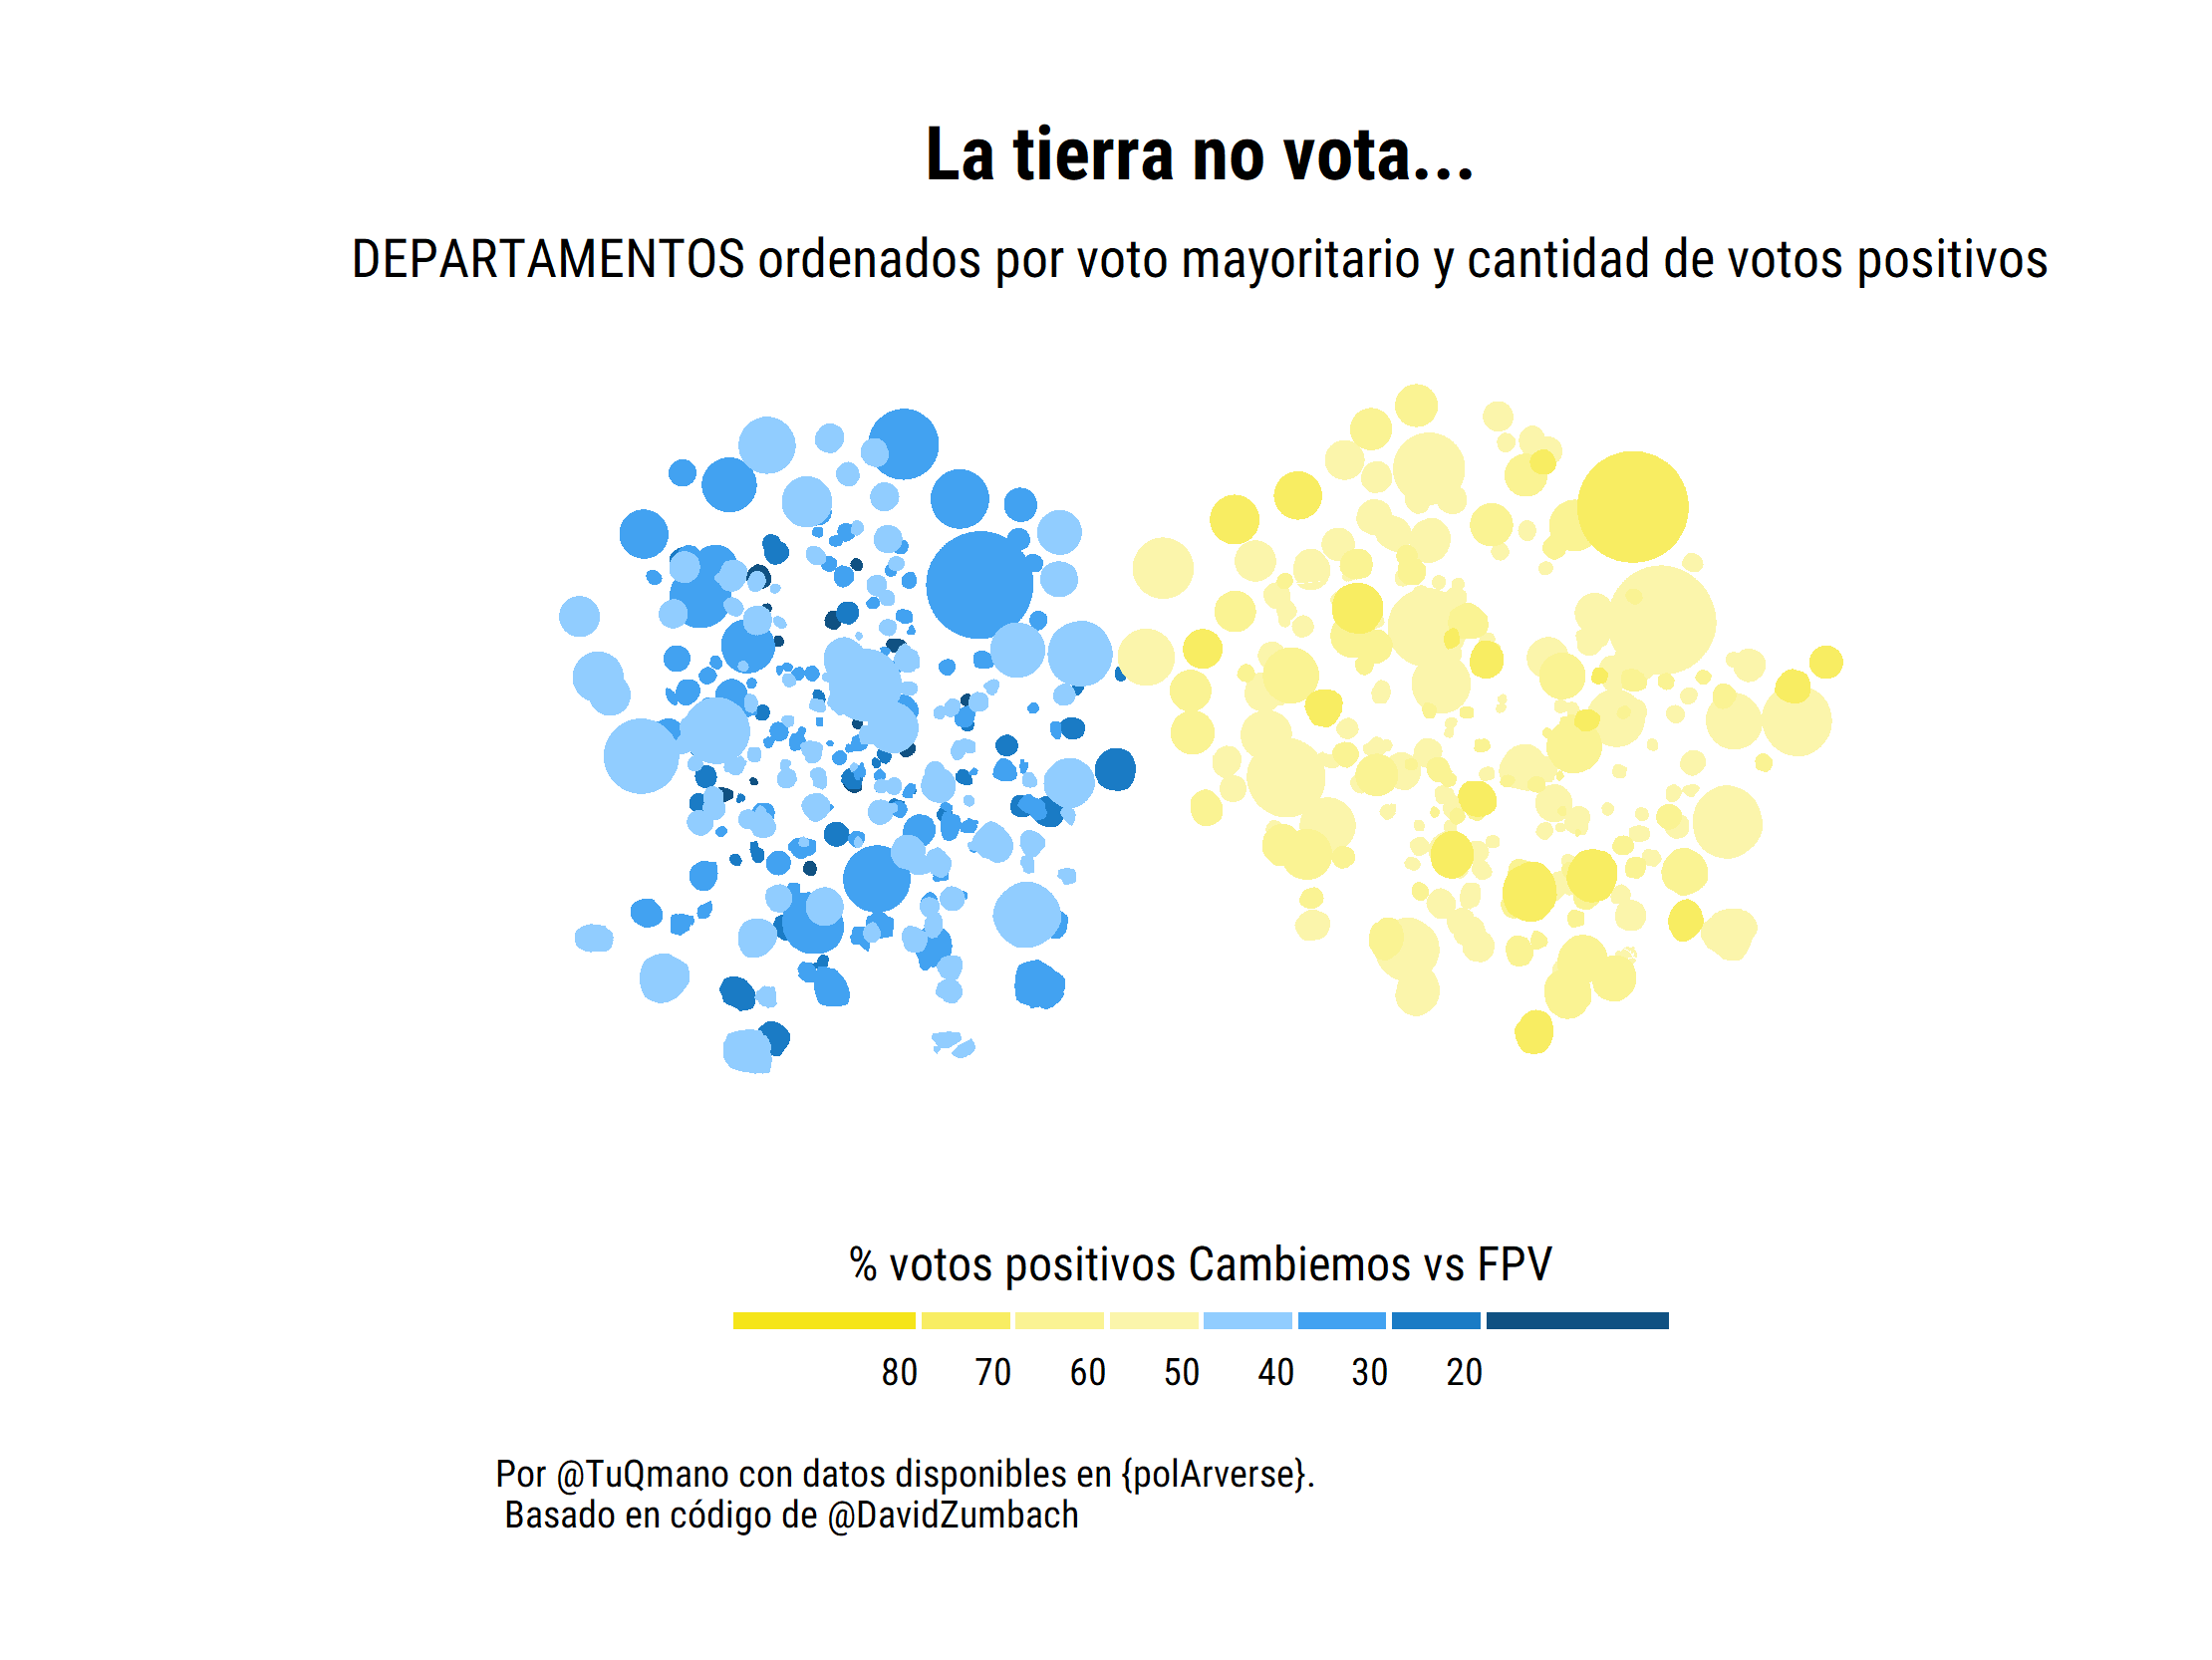 La tierra no vota...
DEPARTAMENTOS ordenados por voto mayoritario y cantidad de votos positivos
% votos positivos Cambiemos vs FPV
80 70 60 50 40 30 20
Por @TuQmano con datos disponibles en {polArverse}.
Basado en código de @DavidZumbach